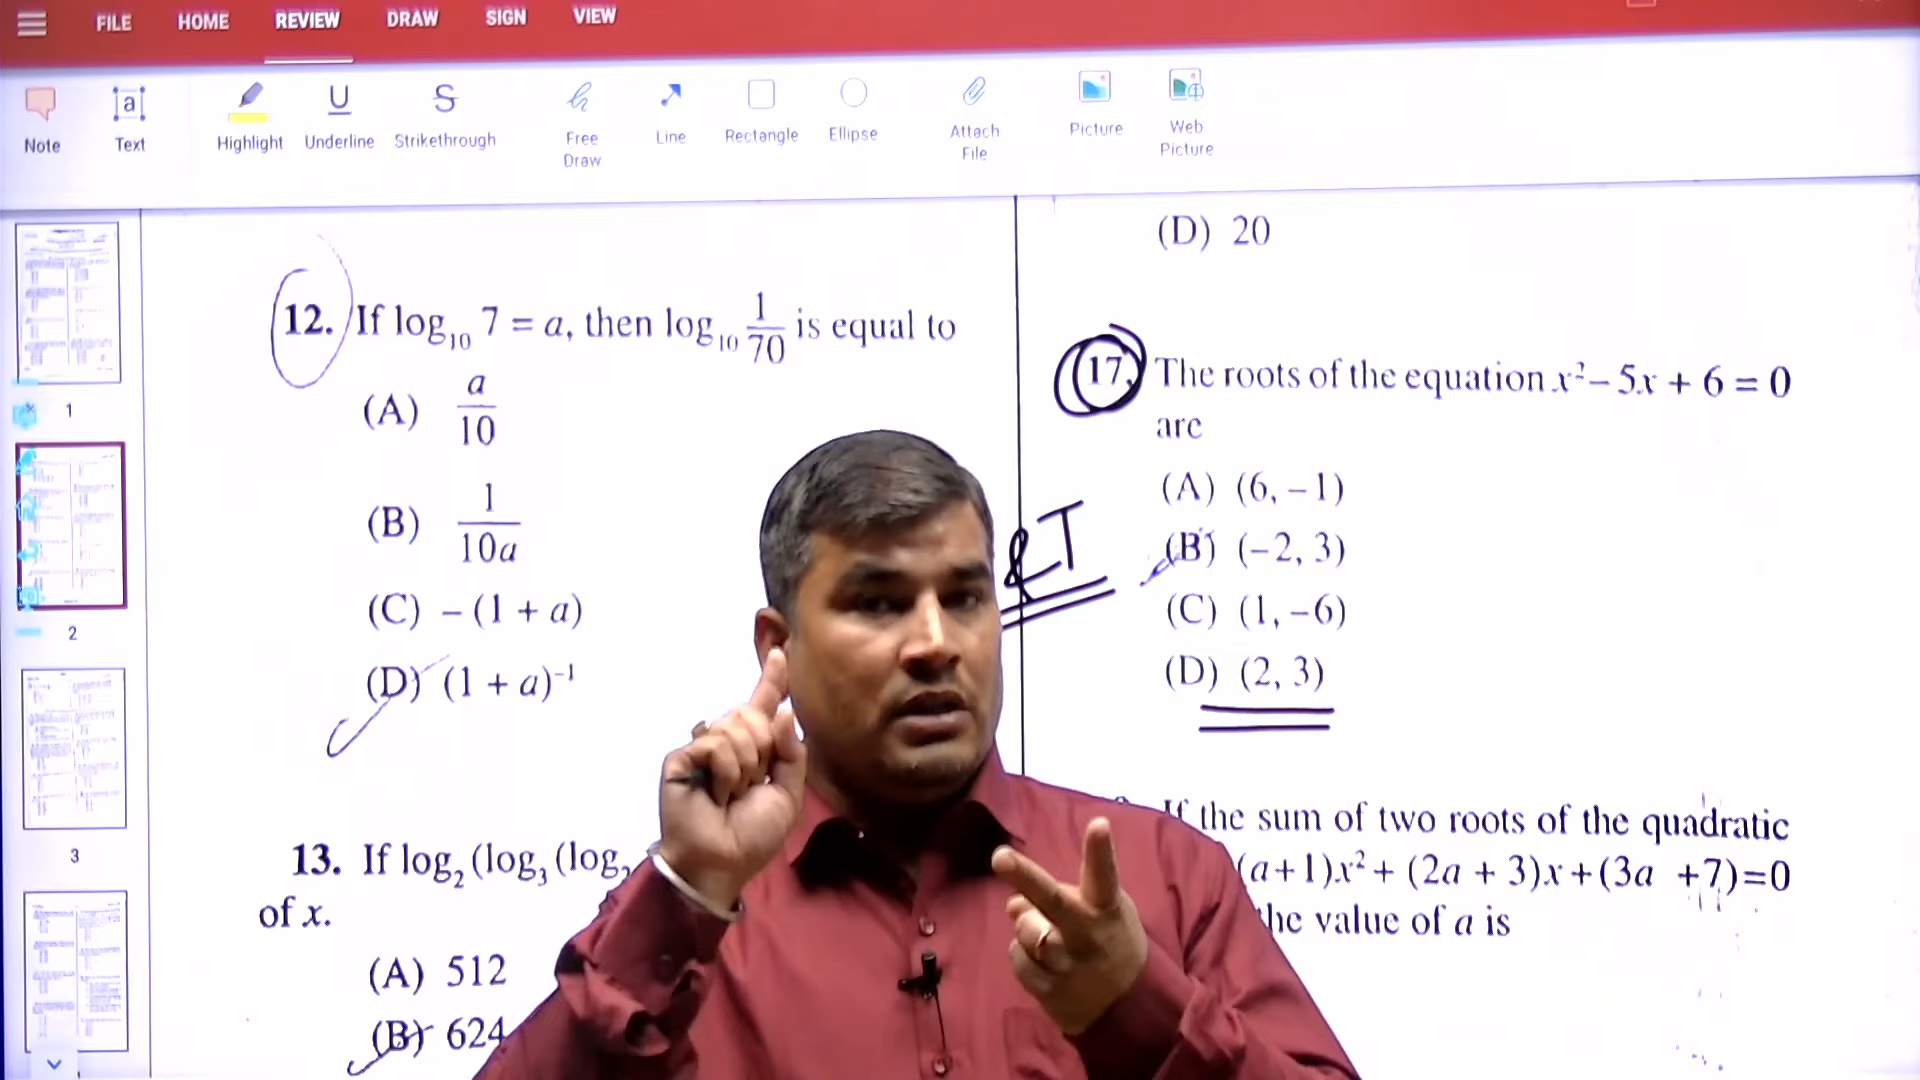 FILE HOME REVIEW DRAW SIGN VIEW
Note Text Highlight Underline Strikethrough Free Draw Line Rectangle Ellipse Attach File Picture Web Picture
1
2
3
12. If log₁₀ 7 = a, then log₁₀ 1/70 is equal to
(A) a/10
(B) 1/10a
(C) – (1 + a)
(D) (1 + a)⁻¹
13. If log₂ (log₃ (log
of x.
(A) 512
(B) 624
(D) 20
17. The roots of the equation x² – 5x + 6 = 0
are
(A) (6, – 1)
(B) (– 2, 3)
(C) (1, – 6)
(D) (2, 3)
If the sum of two roots of the quadratic
(a+1)x² + (2a + 3)x + (3a +7)=0
the value of a is